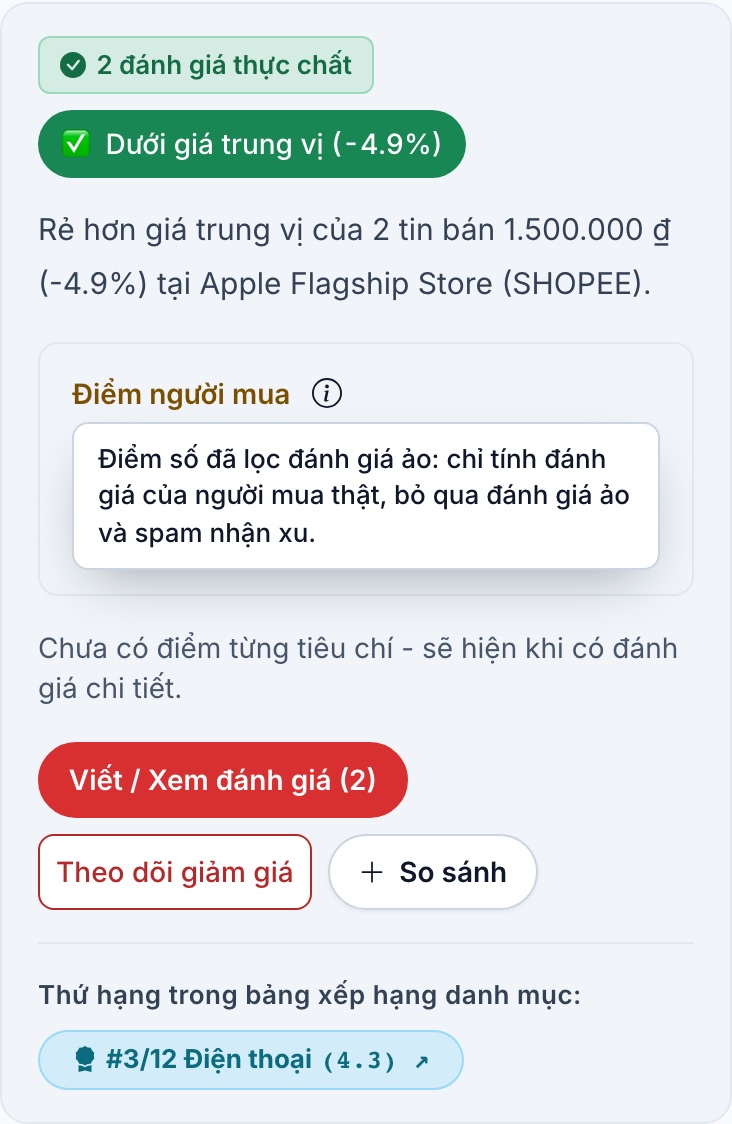 2 đánh giá thực chất
✅ Dưới giá trung vị (-4.9%)
Rẻ hơn giá trung vị của 2 tin bán 1.500.000 ₫
(-4.9%) tại Apple Flagship Store (SHOPEE).
Điểm người mua ⓘ
Điểm số đã lọc đánh giá ảo: chỉ tính đánh
giá của người mua thật, bỏ qua đánh giá ảo
và spam nhận xu.
Chưa có điểm từng tiêu chí - sẽ hiện khi có đánh
giá chi tiết.
Viết / Xem đánh giá (2)
Theo dõi giảm giá
+ So sánh
Thứ hạng trong bảng xếp hạng danh mục:
#3/12 Điện thoại (4.3) ↗